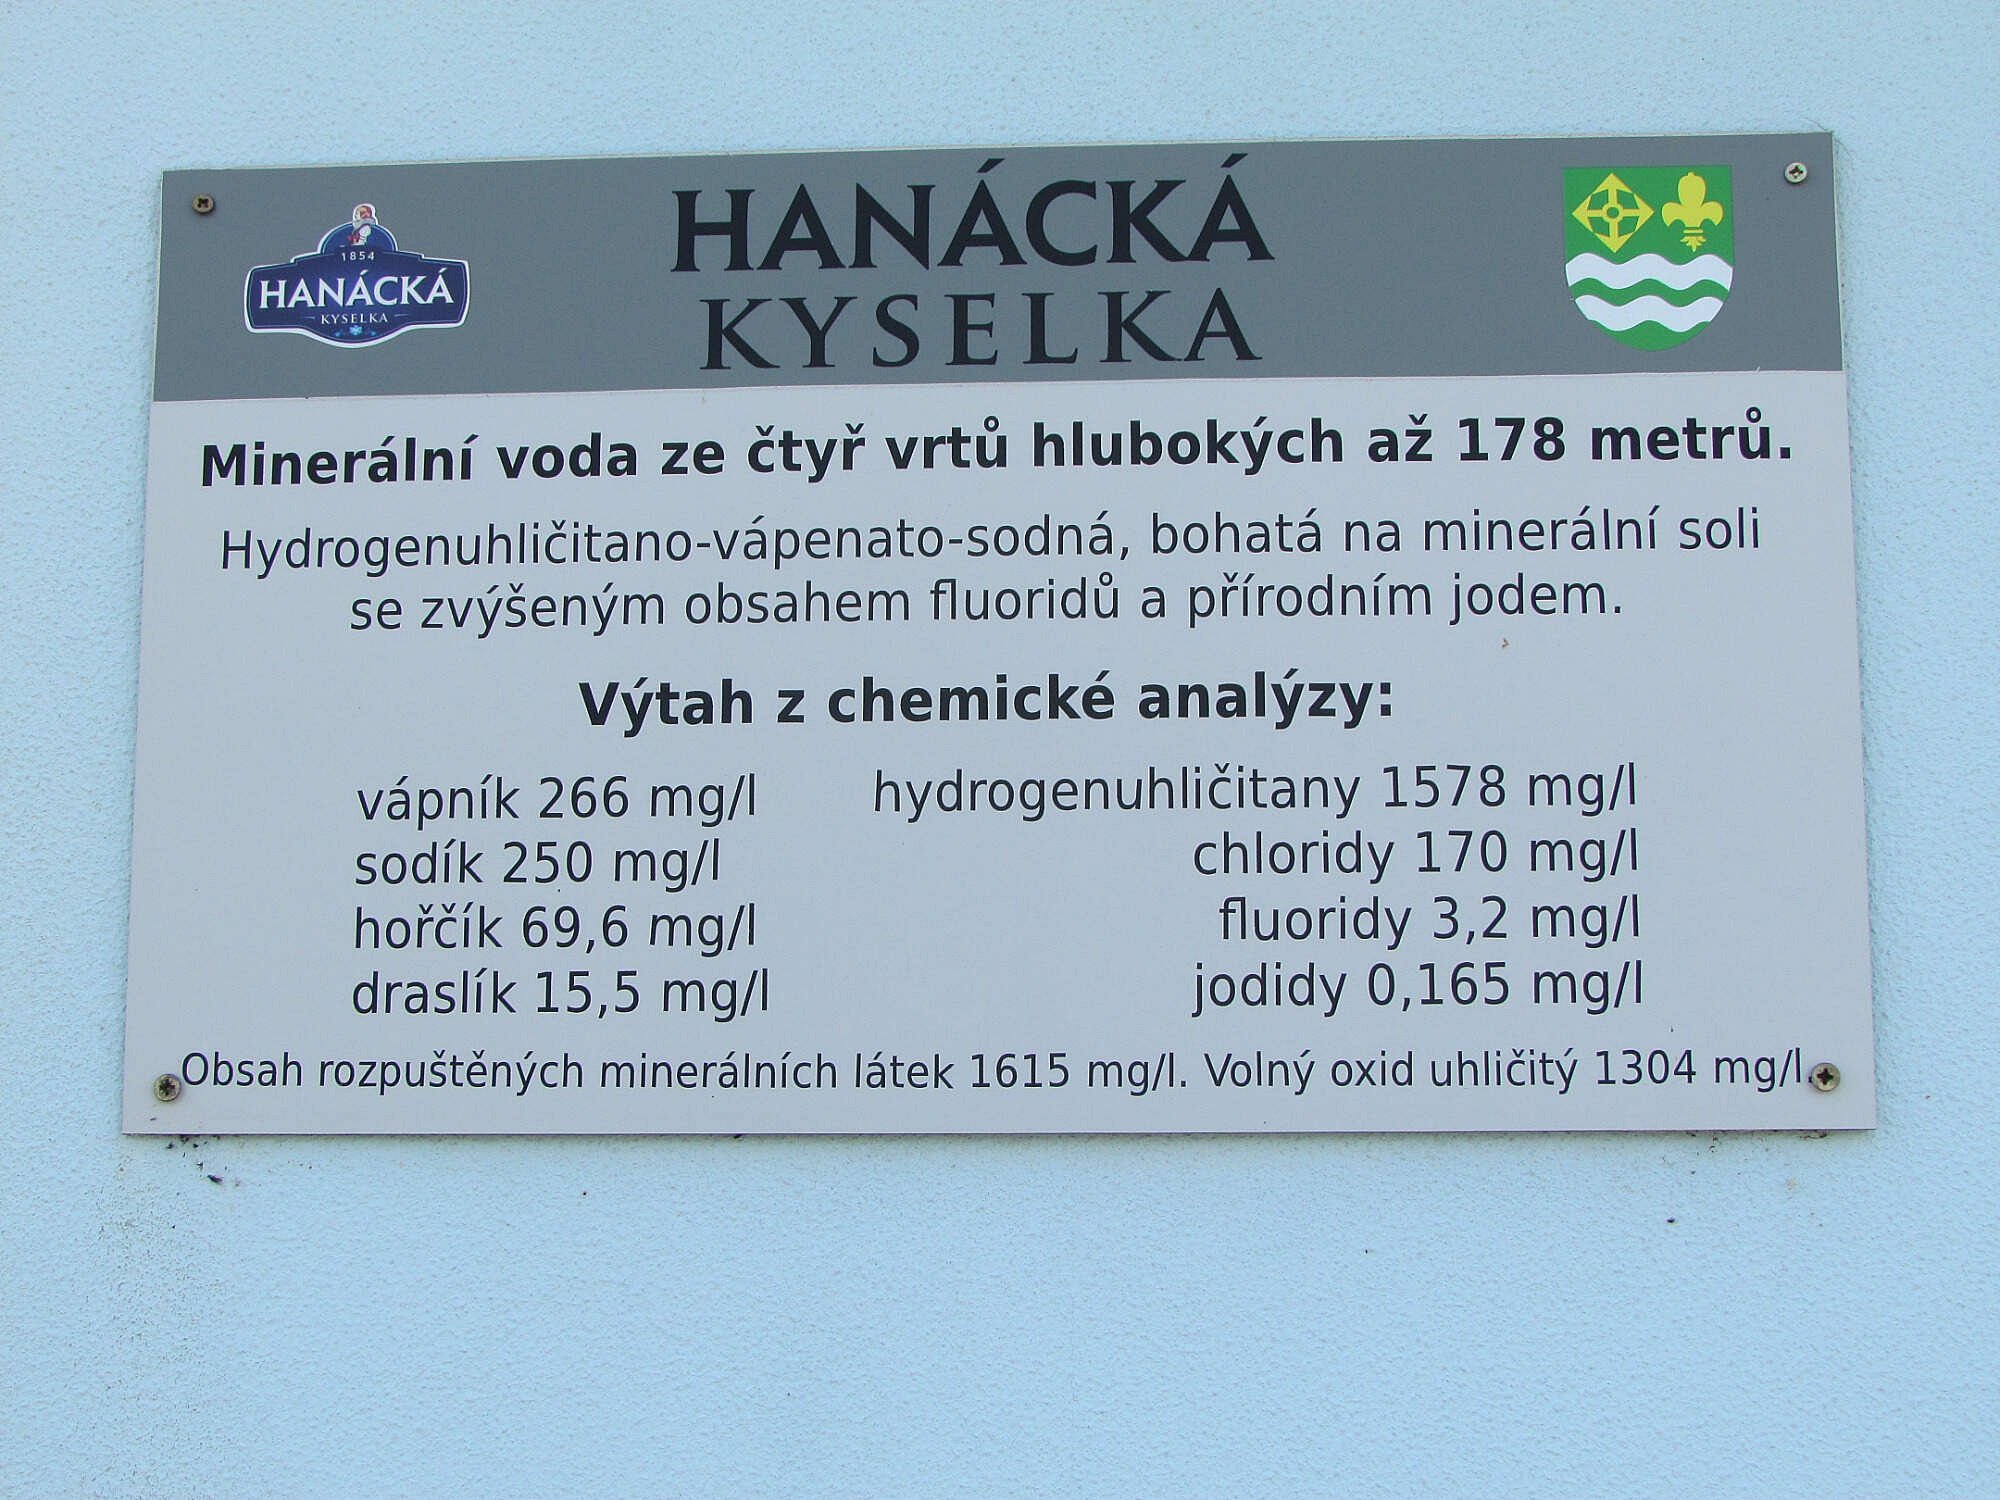 1854
HANÁCKÁ
KYSELKA
HANÁCKÁ
KYSELKA
Minerální voda ze čtyř vrtů hlubokých až 178 metrů.
Hydrogenuhličitano-vápenato-sodná, bohatá na minerální soli
se zvýšeným obsahem fluoridů a přírodním jodem.
Výtah z chemické analýzy:
vápník 266 mg/l
sodík 250 mg/l
hořčík 69,6 mg/l
draslík 15,5 mg/l
hydrogenuhličitany 1578 mg/l
chloridy 170 mg/l
fluoridy 3,2 mg/l
jodidy 0,165 mg/l
Obsah rozpuštěných minerálních látek 1615 mg/l. Volný oxid uhličitý 1304 mg/l.